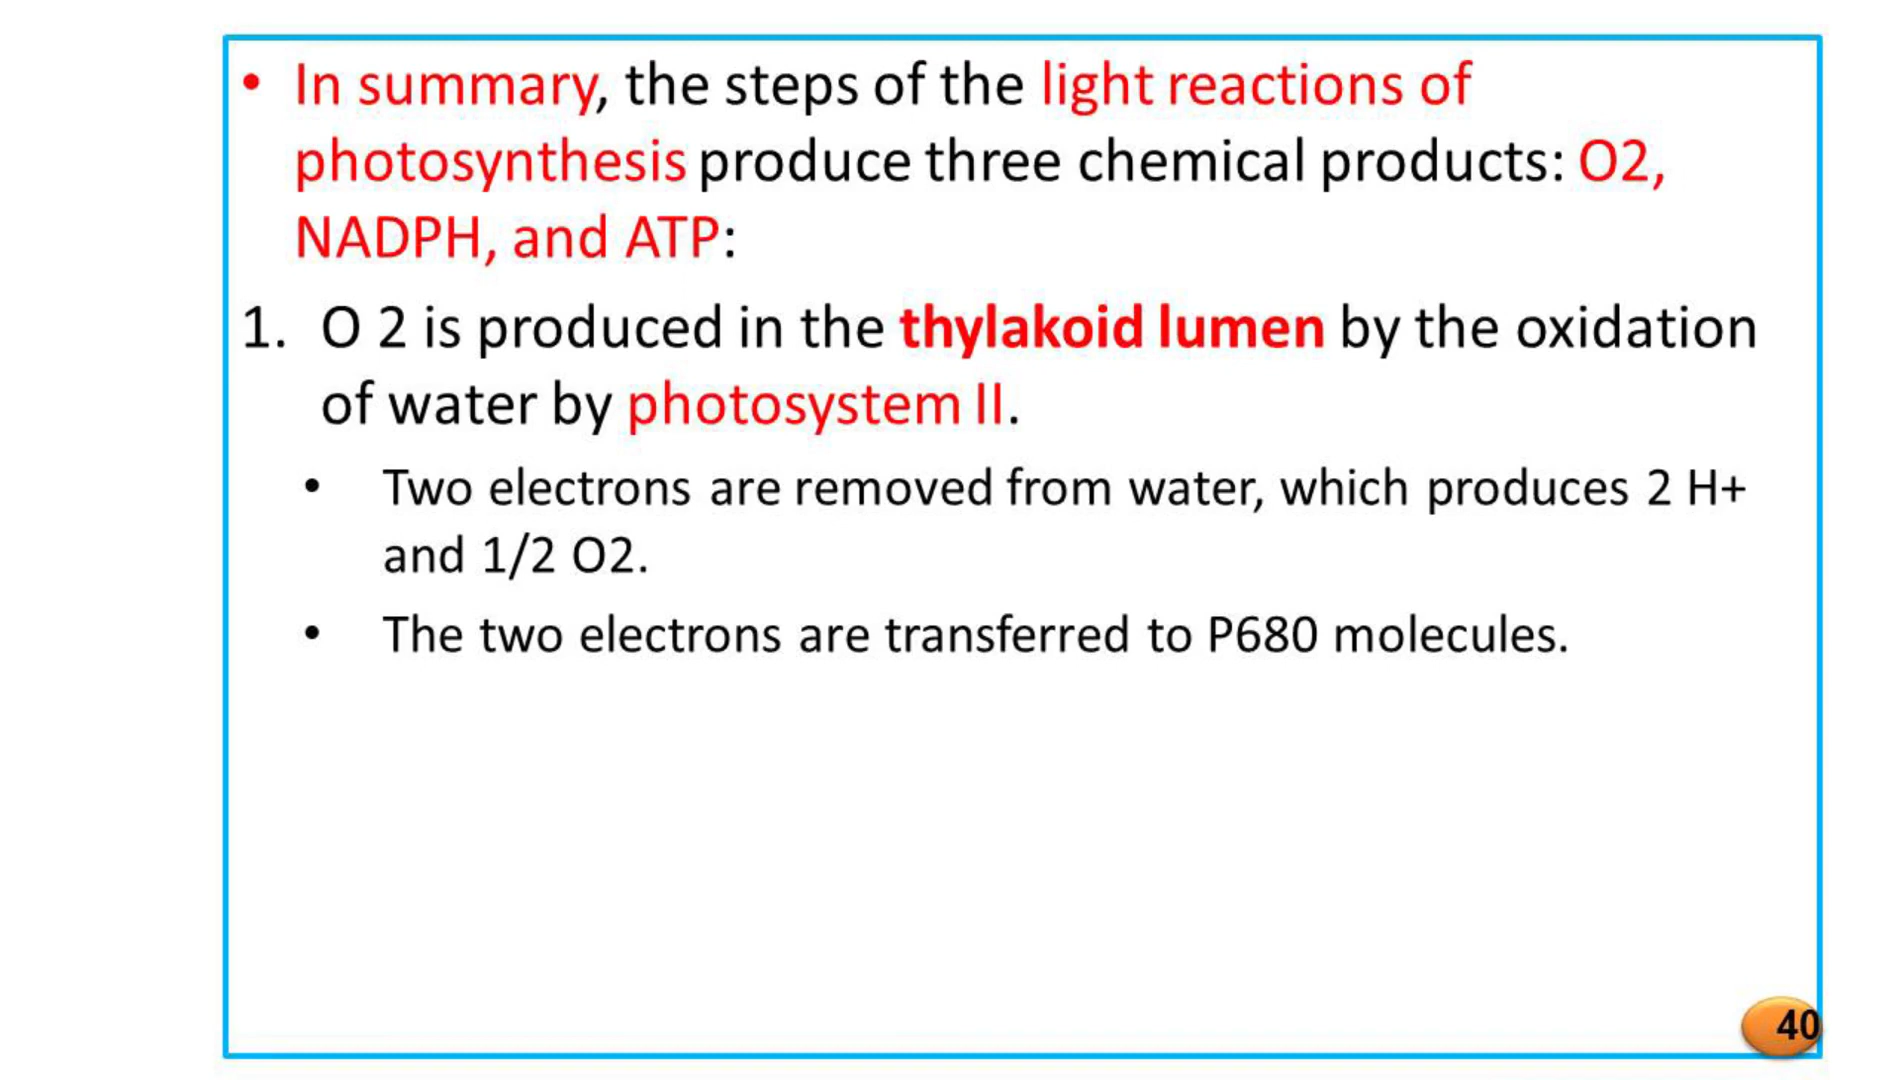 • In summary, the steps of the light reactions of
photosynthesis produce three chemical products: O2,
NADPH, and ATP:
1. O 2 is produced in the thylakoid lumen by the oxidation
of water by photosystem II.
• Two electrons are removed from water, which produces 2 H+
and 1/2 O2.
• The two electrons are transferred to P680 molecules.
40